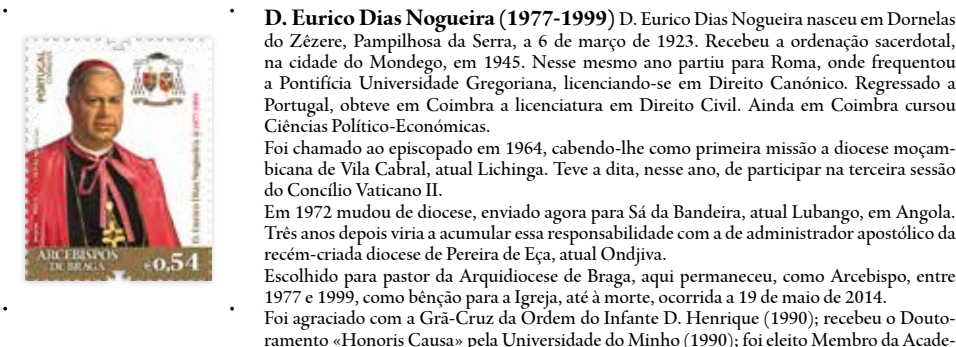 D. Eurico Dias Nogueira (1977-1999) D. Eurico Dias Nogueira nasceu em Dornelas
do Zêzere, Pampilhosa da Serra, a 6 de março de 1923. Recebeu a ordenação sacerdotal,
na cidade do Mondego, em 1945. Nesse mesmo ano partiu para Roma, onde frequentou
a Pontifícia Universidade Gregoriana, licenciando-se em Direito Canónico. Regressado a
Portugal, obteve em Coimbra a licenciatura em Direito Civil. Ainda em Coimbra cursou
Ciências Político-Económicas.
Foi chamado ao episcopado em 1964, cabendo-lhe como primeira missão a diocese moçam-
bicana de Vila Cabral, atual Lichinga. Teve a dita, nesse ano, de participar na terceira sessão
do Concílio Vaticano II.
Em 1972 mudou de diocese, enviado agora para Sá da Bandeira, atual Lubango, em Angola.
Três anos depois viria a acumular essa responsabilidade com a de administrador apostólico da
recém-criada diocese de Pereira de Eça, atual Ondjiva.
Escolhido para pastor da Arquidiocese de Braga, aqui permaneceu, como Arcebispo, entre
1977 e 1999, como bênção para a Igreja, até à morte, ocorrida a 19 de maio de 2014.
Foi agraciado com a Grã-Cruz da Ordem do Infante D. Henrique (1990); recebeu o Douto-
ramento «Honoris Causa» pela Universidade do Minho (1990); foi eleito Membro da Acade-
PORTUGAL
D. Eurico Dias Nogueira
ARCEBISPOS
DE BRAGA
€0,54